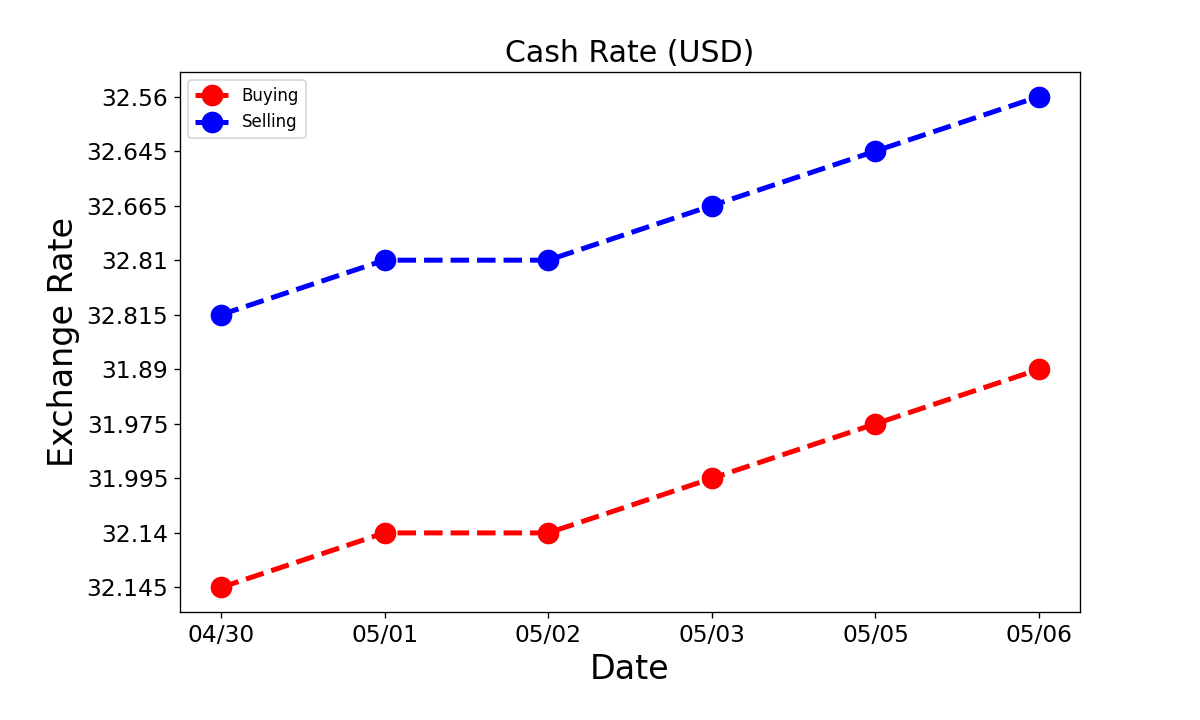 Cash Rate (USD)
Buying
Selling
Exchange Rate
32.56
32.645
32.665
32.81
32.815
31.89
31.975
31.995
32.14
32.145
04/30 05/01 05/02 05/03 05/05 05/06
Date